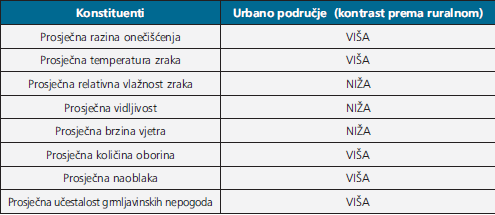 Konstituenti Urbano područje (kontrast prema ruralnom)
Prosječna razina onečišćenja VIŠA
Prosječna temperatura zraka VIŠA
Prosječna relativna vlažnost zraka NIŽA
Prosječna vidljivost NIŽA
Prosječna brzina vjetra NIŽA
Prosječna količina oborina VIŠA
Prosječna naoblaka VIŠA
Prosječna učestalost grmljavinskih nepogoda VIŠA